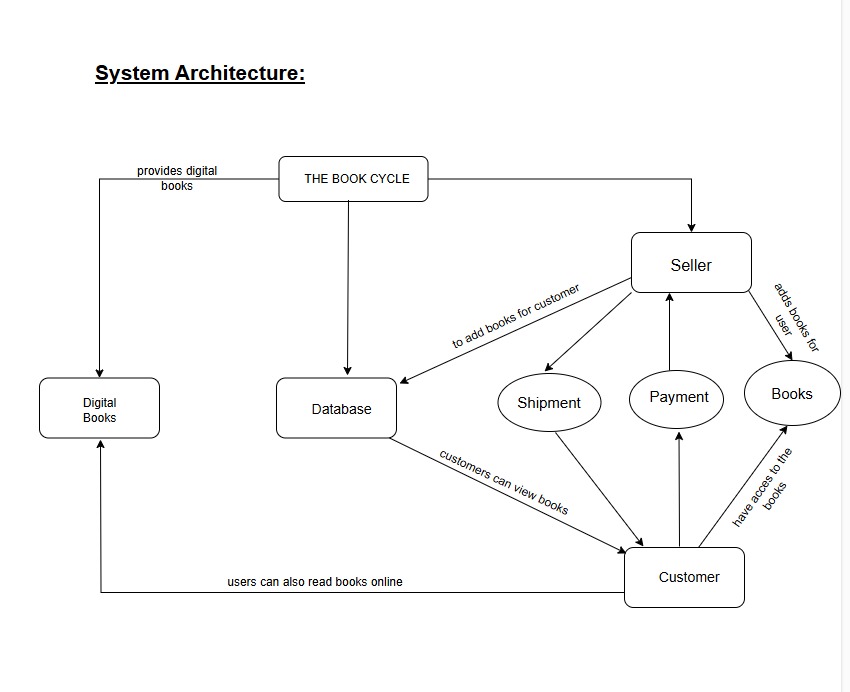 System Architecture:
provides digital
books
THE BOOK CYCLE
Seller
to add books for customer
adds books for
user
Digital
Books
Database
Shipment
Payment
Books
customers can view books
have acces to the
books
Customer
users can also read books online